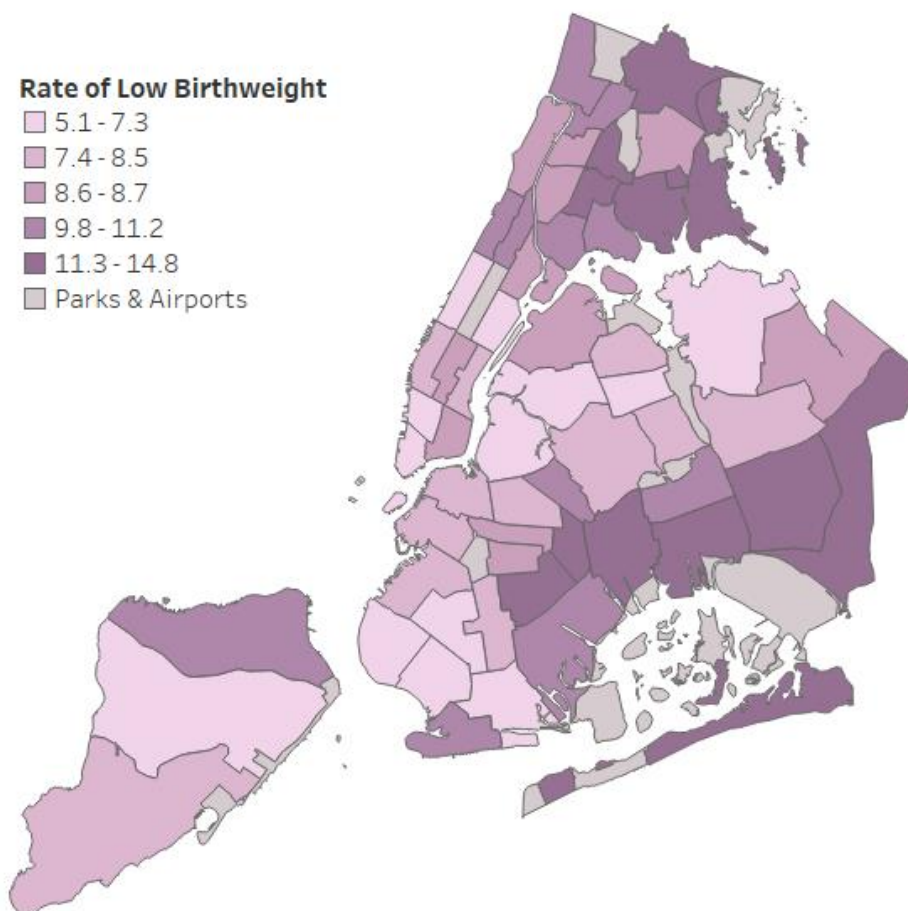 Rate of Low Birthweight
5.1 - 7.3
7.4 - 8.5
8.6 - 8.7
9.8 - 11.2
11.3 - 14.8
Parks & Airports